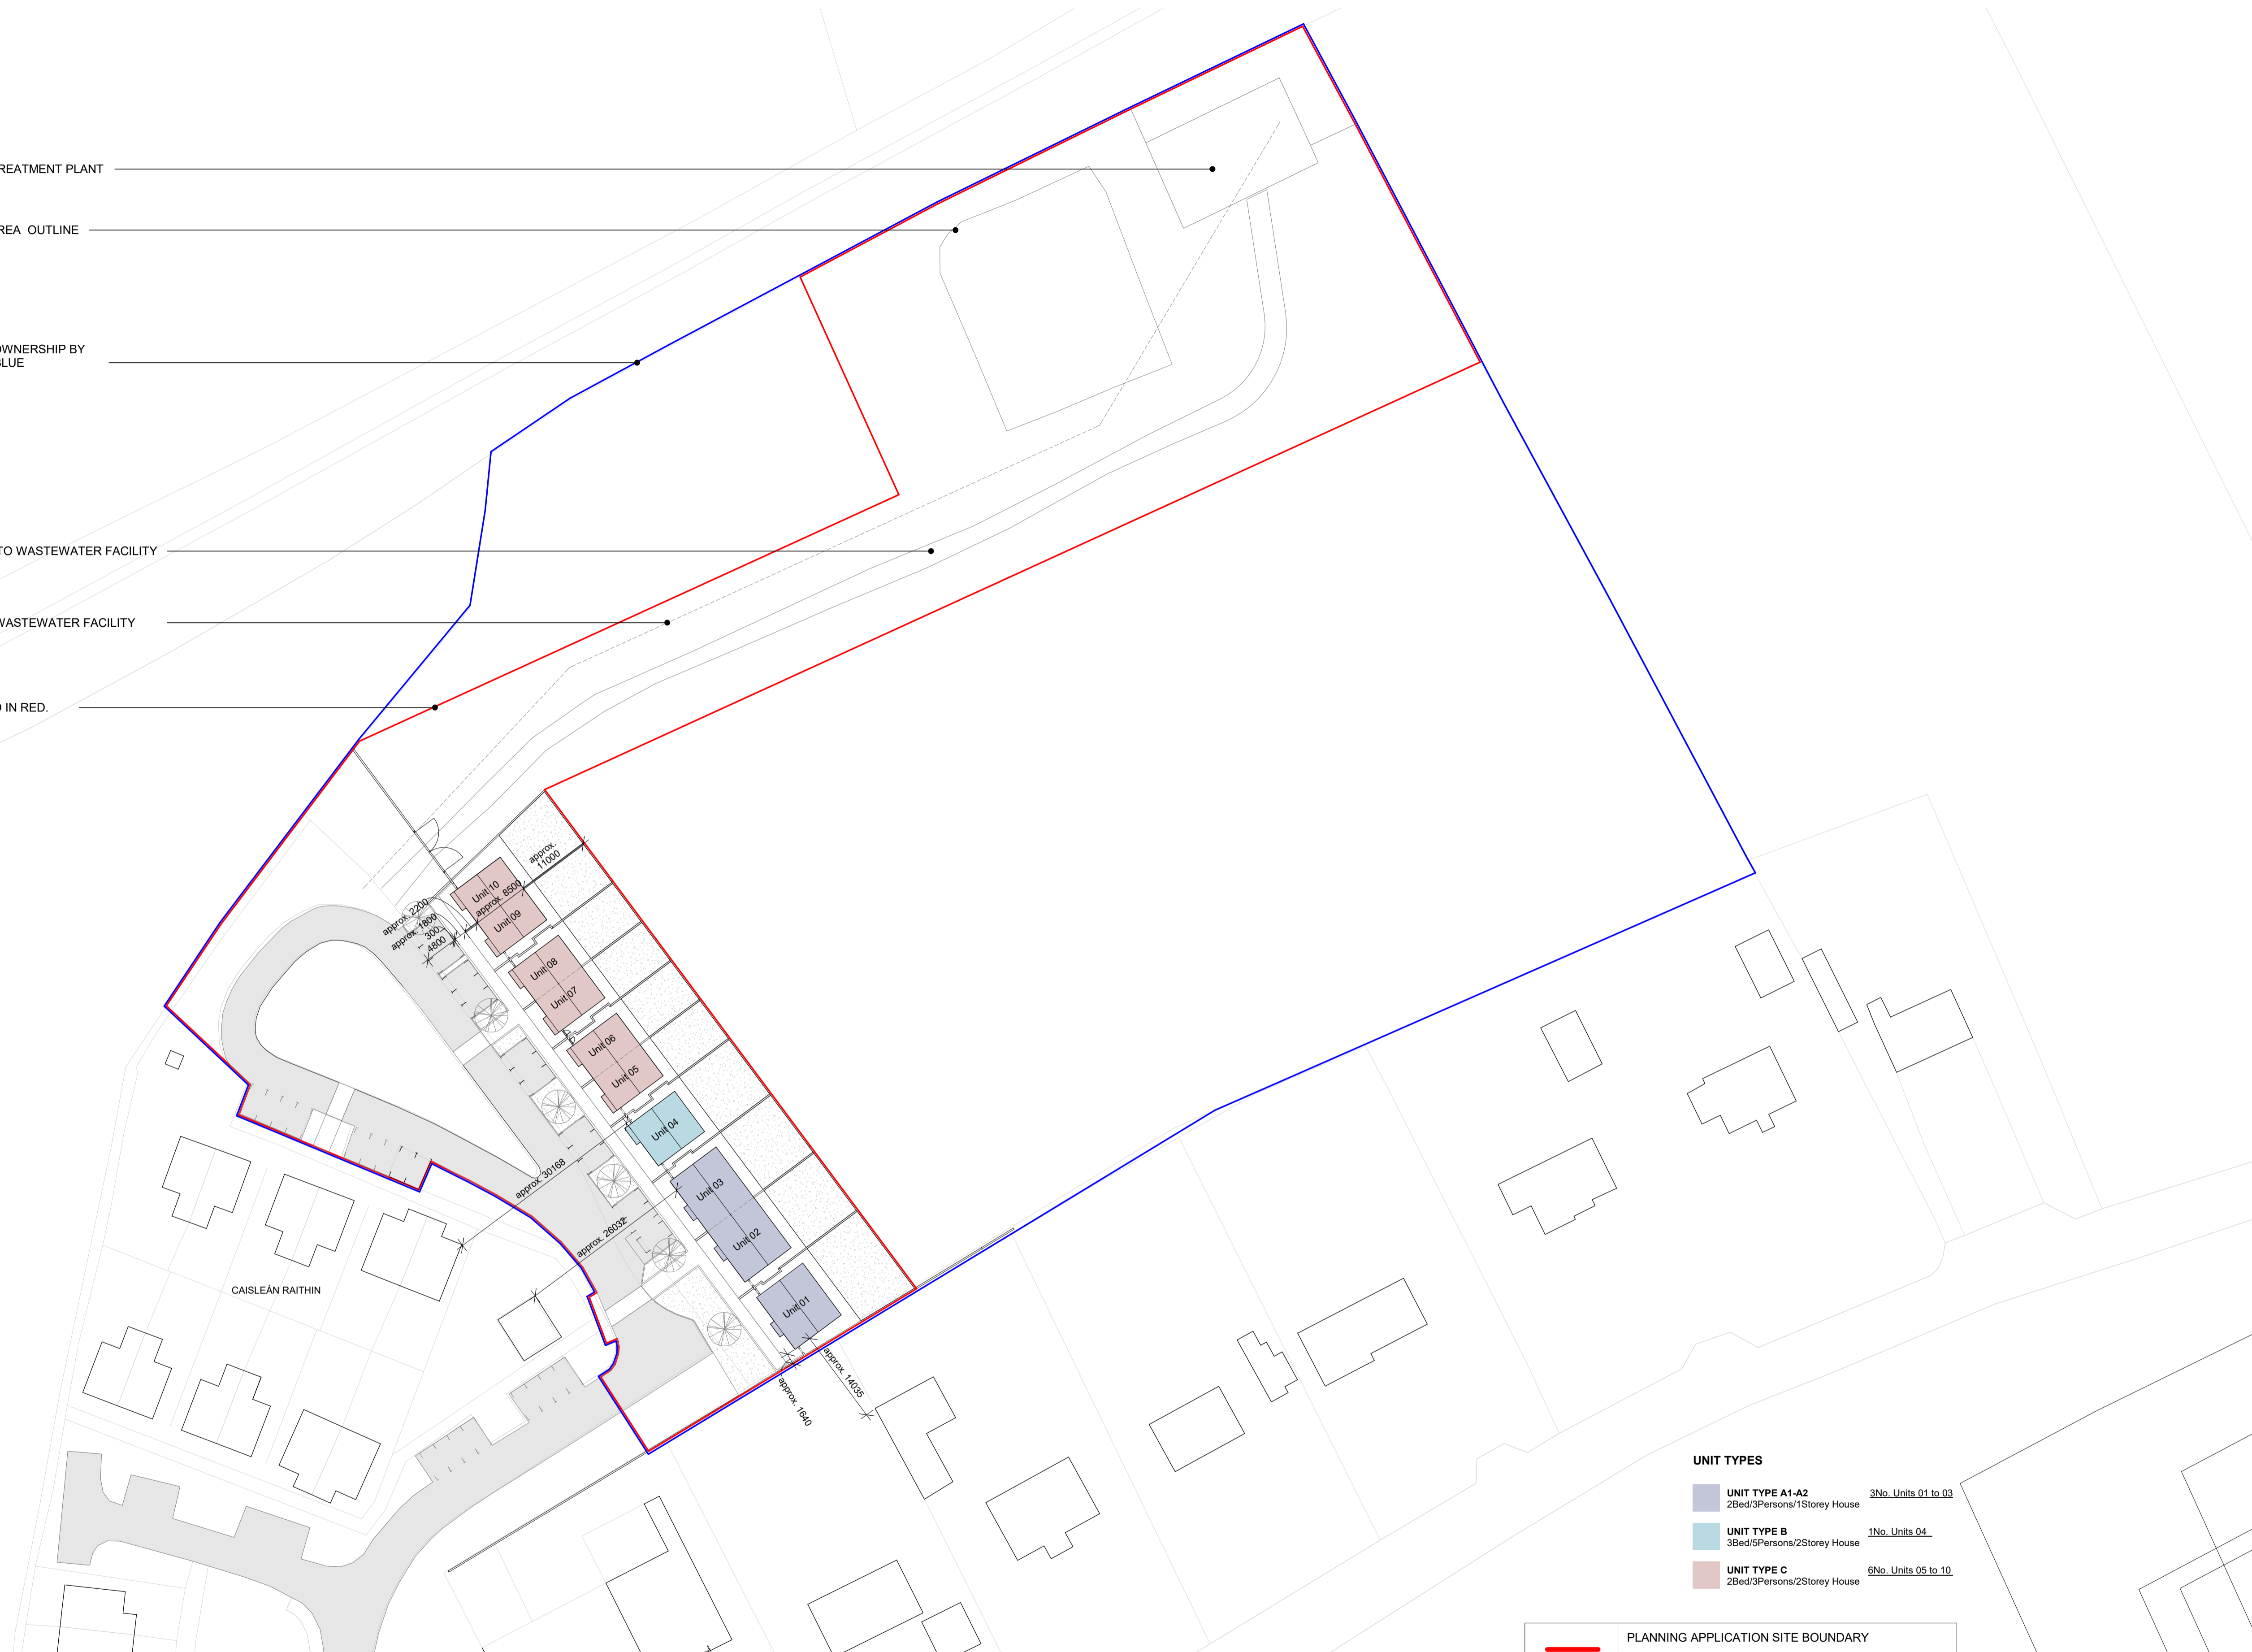 REATMENT PLANT
REA OUTLINE
OWNERSHIP BY
BLUE
TO WASTEWATER FACILITY
WASTEWATER FACILITY
D IN RED.
approx.
11000
approx. 8500
approx. 2200
approx. 1800
300
4800
Unit 10
Unit 09
Unit 08
Unit 07
Unit 06
Unit 05
Unit 04
Unit 03
Unit 02
Unit 01
approx. 30168
approx. 26032
approx. 14035
approx. 1640
CAISLEÁN RAITHIN
UNIT TYPES
UNIT TYPE A1-A2 3No. Units 01 to 03
2Bed/3Persons/1Storey House
UNIT TYPE B 1No. Units 04
3Bed/5Persons/2Storey House
UNIT TYPE C 6No. Units 05 to 10
2Bed/3Persons/2Storey House
PLANNING APPLICATION SITE BOUNDARY